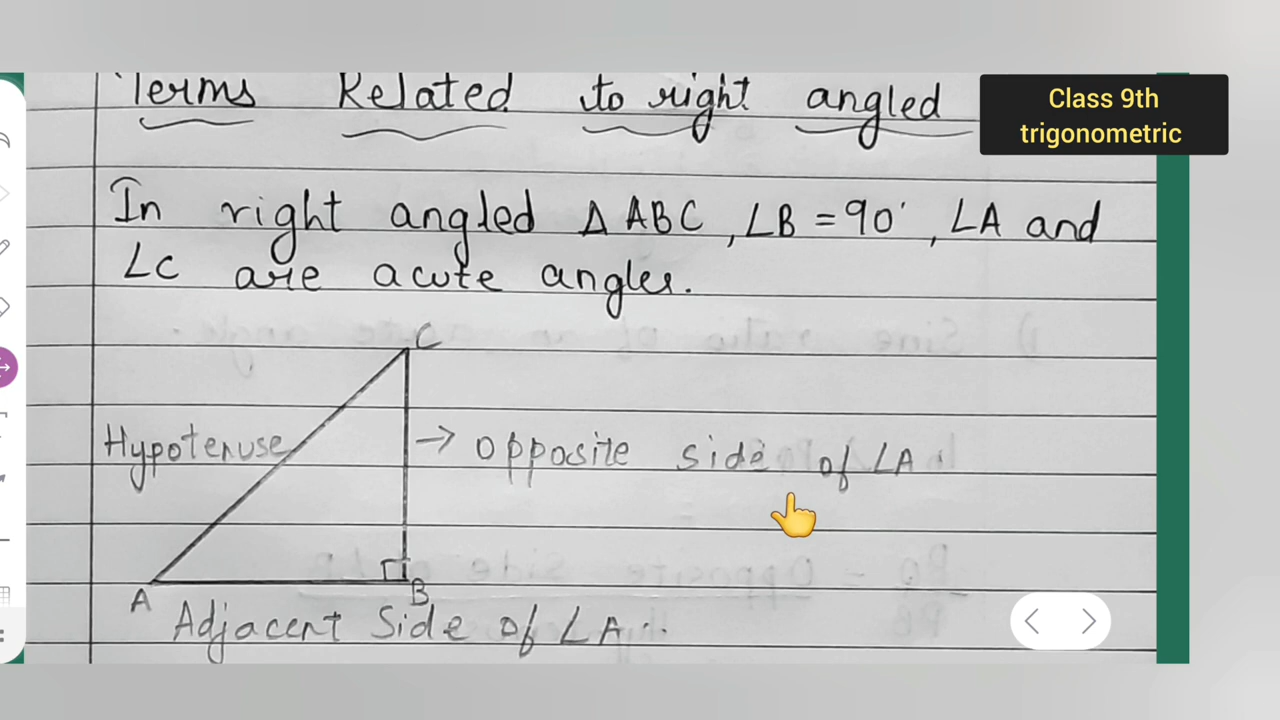 Terms Related to right angled
Class 9th
trigonometric
In right angled Δ ABC, ∠B = 90°, ∠A and
∠C are acute angles.
C
Hypotenuse
→ opposite side of ∠A.
A
B
Adjacent Side of ∠A.